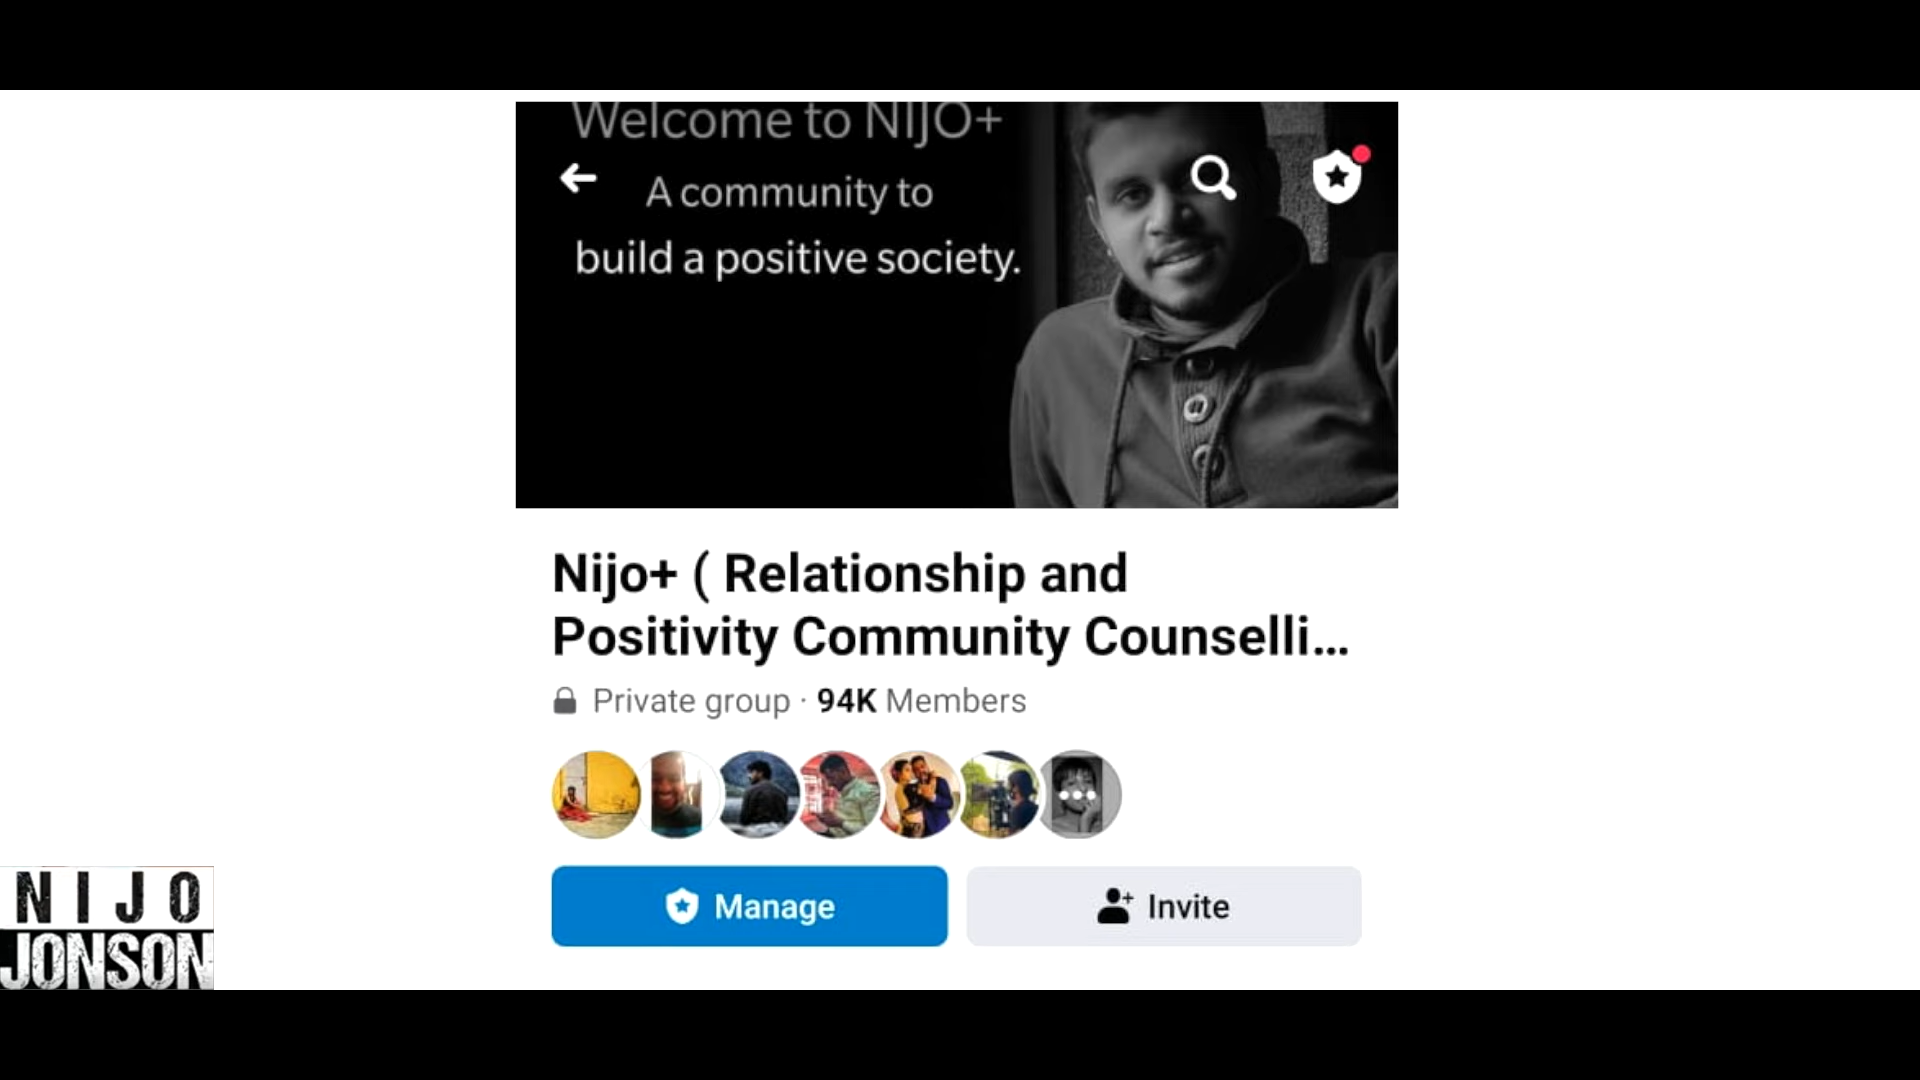 Welcome to NIJO+
A community to
build a positive society.
Nijo+ ( Relationship and
Positivity Community Counselli...
Private group · 94K Members
Manage
Invite
NIJO
JONSON